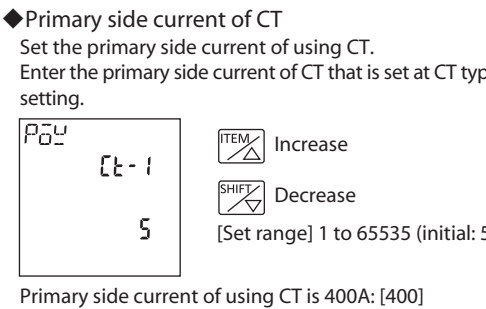 ◆Primary side current of CT
Set the primary side current of using CT.
Enter the primary side current of CT that is set at CT typ
setting.
PōW
Ct-1
5
ITEM Increase
SHIFT Decrease
[Set range] 1 to 65535 (initial: 5
Primary side current of using CT is 400A: [400]